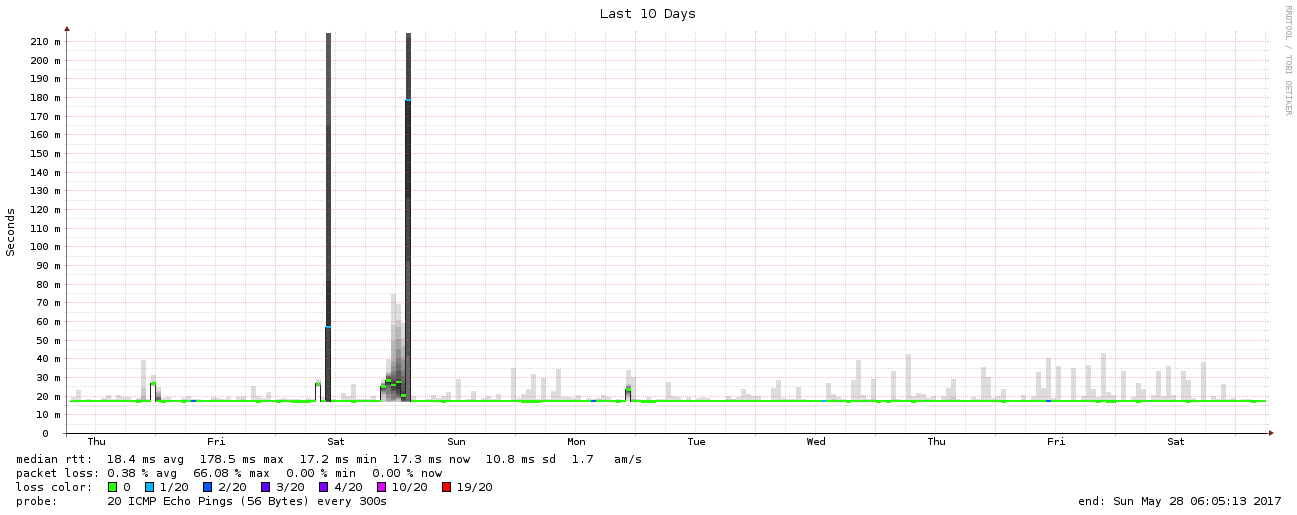 Last 10 Days
RRDTOOL / TOBI OETIKER
210 m
200 m
190 m
180 m
170 m
160 m
150 m
140 m
130 m
120 m
110 m
100 m
90 m
80 m
70 m
60 m
50 m
40 m
30 m
20 m
10 m
0
Seconds
Thu Fri Sat Sun Mon Tue Wed Thu Fri Sat
median rtt: 18.4 ms avg 178.5 ms max 17.2 ms min 17.3 ms now 10.8 ms sd 1.7 am/s
packet loss: 0.38 % avg 66.08 % max 0.00 % min 0.00 % now
loss color: 0 1/20 2/20 3/20 4/20 10/20 19/20
probe: 20 ICMP Echo Pings (56 Bytes) every 300s end: Sun May 28 06:05:13 2017